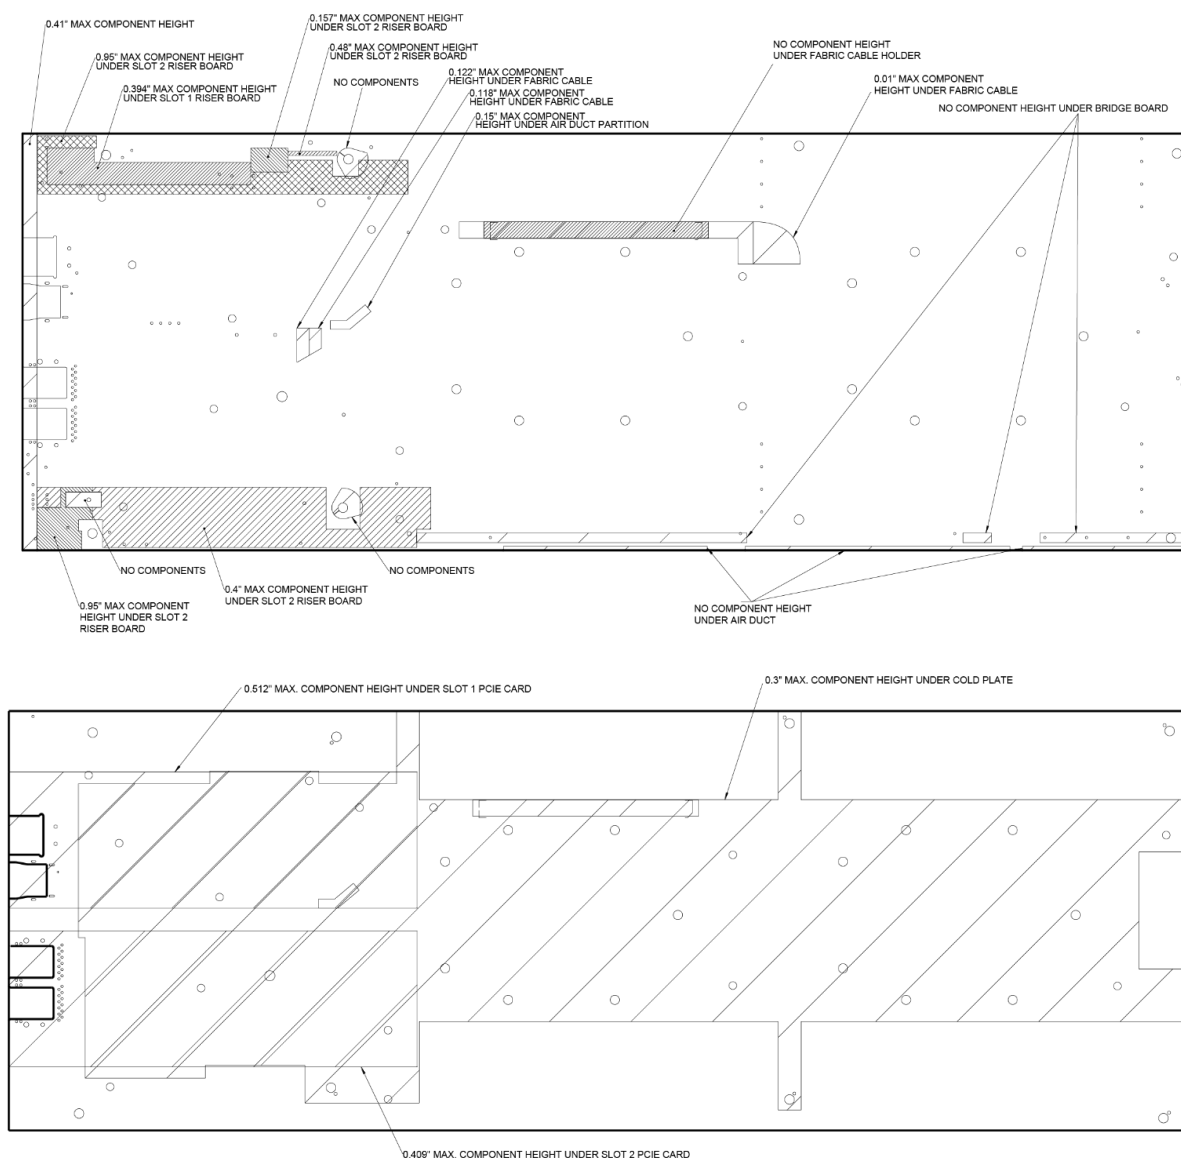 0.41" MAX COMPONENT HEIGHT
0.157" MAX COMPONENT HEIGHT
UNDER SLOT 2 RISER BOARD
0.95" MAX COMPONENT HEIGHT
UNDER SLOT 2 RISER BOARD
0.48" MAX COMPONENT HEIGHT
UNDER SLOT 2 RISER BOARD
0.394" MAX COMPONENT HEIGHT
UNDER SLOT 1 RISER BOARD
NO COMPONENTS
0.122" MAX COMPONENT
HEIGHT UNDER FABRIC CABLE
0.118" MAX COMPONENT
HEIGHT UNDER FABRIC CABLE
0.15" MAX COMPONENT
HEIGHT UNDER AIR DUCT PARTITION
NO COMPONENT HEIGHT
UNDER FABRIC CABLE HOLDER
0.01" MAX COMPONENT
HEIGHT UNDER FABRIC CABLE
NO COMPONENT HEIGHT UNDER BRIDGE BOARD
NO COMPONENTS
NO COMPONENTS
0.95" MAX COMPONENT
HEIGHT UNDER SLOT 2
RISER BOARD
0.4" MAX COMPONENT HEIGHT
UNDER SLOT 2 RISER BOARD
NO COMPONENT HEIGHT
UNDER AIR DUCT
0.512" MAX. COMPONENT HEIGHT UNDER SLOT 1 PCIE CARD
0.3" MAX. COMPONENT HEIGHT UNDER COLD PLATE
0.409" MAX. COMPONENT HEIGHT UNDER SLOT 2 PCIE CARD